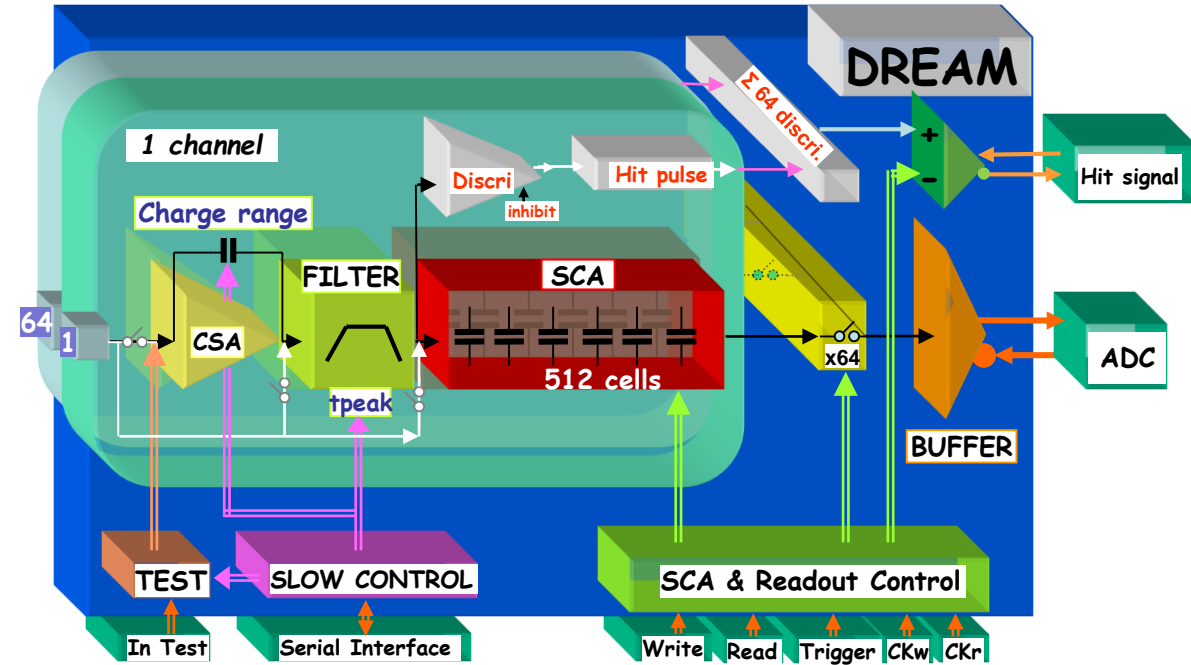 DREAM
Σ 64 discri.
1 channel
Discri
Hit pulse
+
-
Hit signal
inhibit
Charge range
FILTER
SCA
64
1
CSA
x64
ADC
512 cells
tpeak
BUFFER
TEST
SLOW CONTROL
SCA & Readout Control
In Test
Serial Interface
Write
Read
Trigger
CKw
CKr